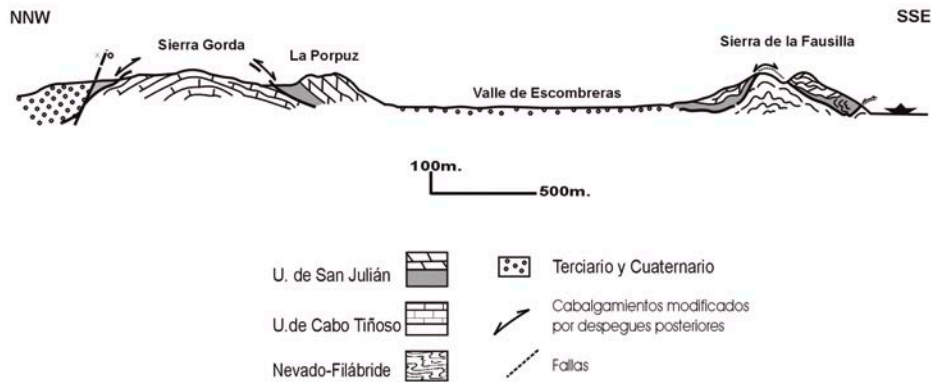 NNW
SSE
Sierra Gorda
La Porpuz
Sierra de la Fausilla
Valle de Escombreras
100m.
500m.
U. de San Julián
Terciario y Cuaternario
U.de Cabo Tiñoso
Cabalgamientos modificados
por despegues posteriores
Nevado-Filábride
Fallas